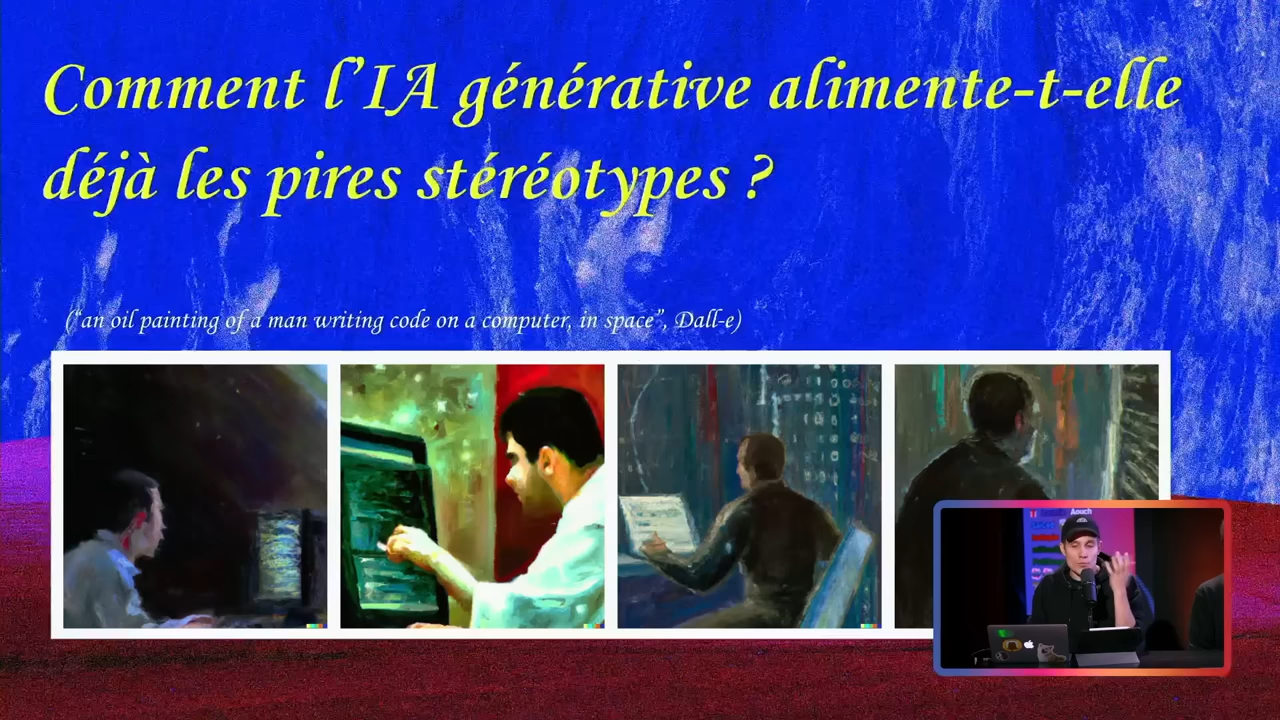 Comment l'IA générative alimente-t-elle
déjà les pires stéréotypes ?
("an oil painting of a man writing code on a computer, in space", Dall-e)
Aouch